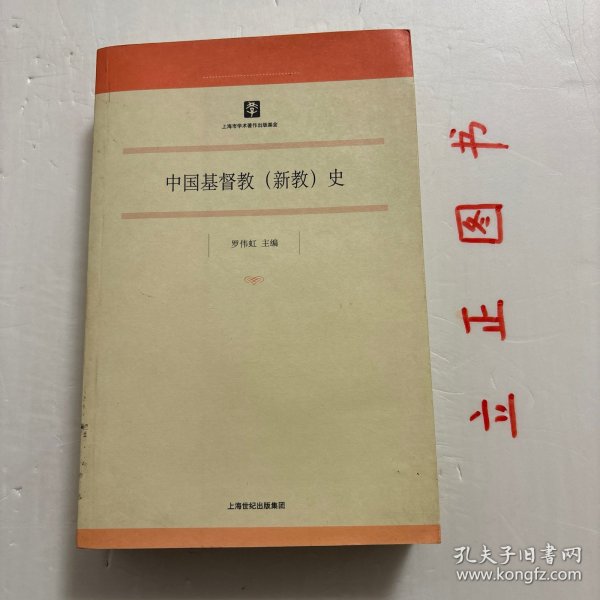 上海市学术著作出版基金
中国基督教（新教）史
罗伟虹 主编
上海世纪出版集团
书
图
正
立
孔夫子旧书网
www.kongfz.com